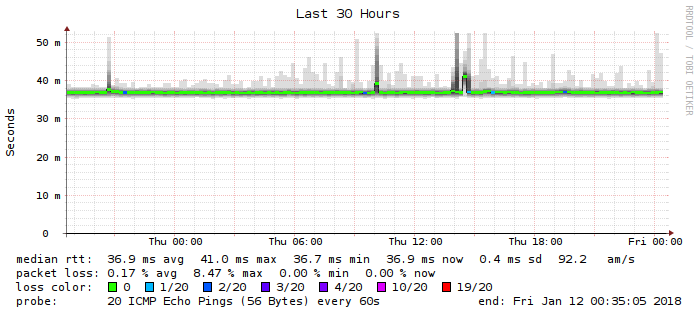 Last 30 Hours
RRDTOOL / TOBI OETIKER
Seconds
50 m
40 m
30 m
20 m
10 m
0
Thu 00:00 Thu 06:00 Thu 12:00 Thu 18:00 Fri 00:00
median rtt: 36.9 ms avg 41.0 ms max 36.7 ms min 36.9 ms now 0.4 ms sd 92.2 am/s
packet loss: 0.17 % avg 8.47 % max 0.00 % min 0.00 % now
loss color: 0 1/20 2/20 3/20 4/20 10/20 19/20
probe: 20 ICMP Echo Pings (56 Bytes) every 60s end: Fri Jan 12 00:35:05 2018